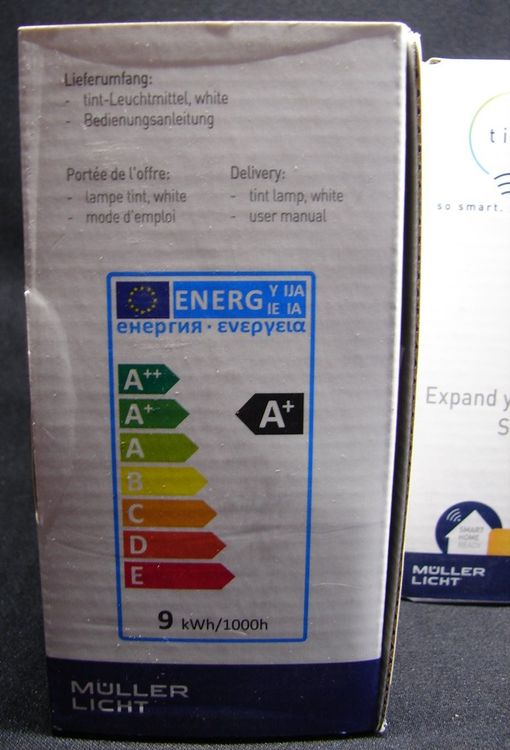 Lieferumfang:
- tint-Leuchtmittel, white
- Bedienungsanleitung
Portée de l'offre:
- lampe tint, white
- mode d'emploi
Delivery:
- tint lamp, white
- user manual
ENERG Y IJA
IE IA
енергия · ενεργεια
A++
A+
A
B
C
D
E
A+
9 kWh/1000h
MÜLLER
LICHT
so smart.
Expand
SMART
HOME
READY
MÜLLER
LICHT